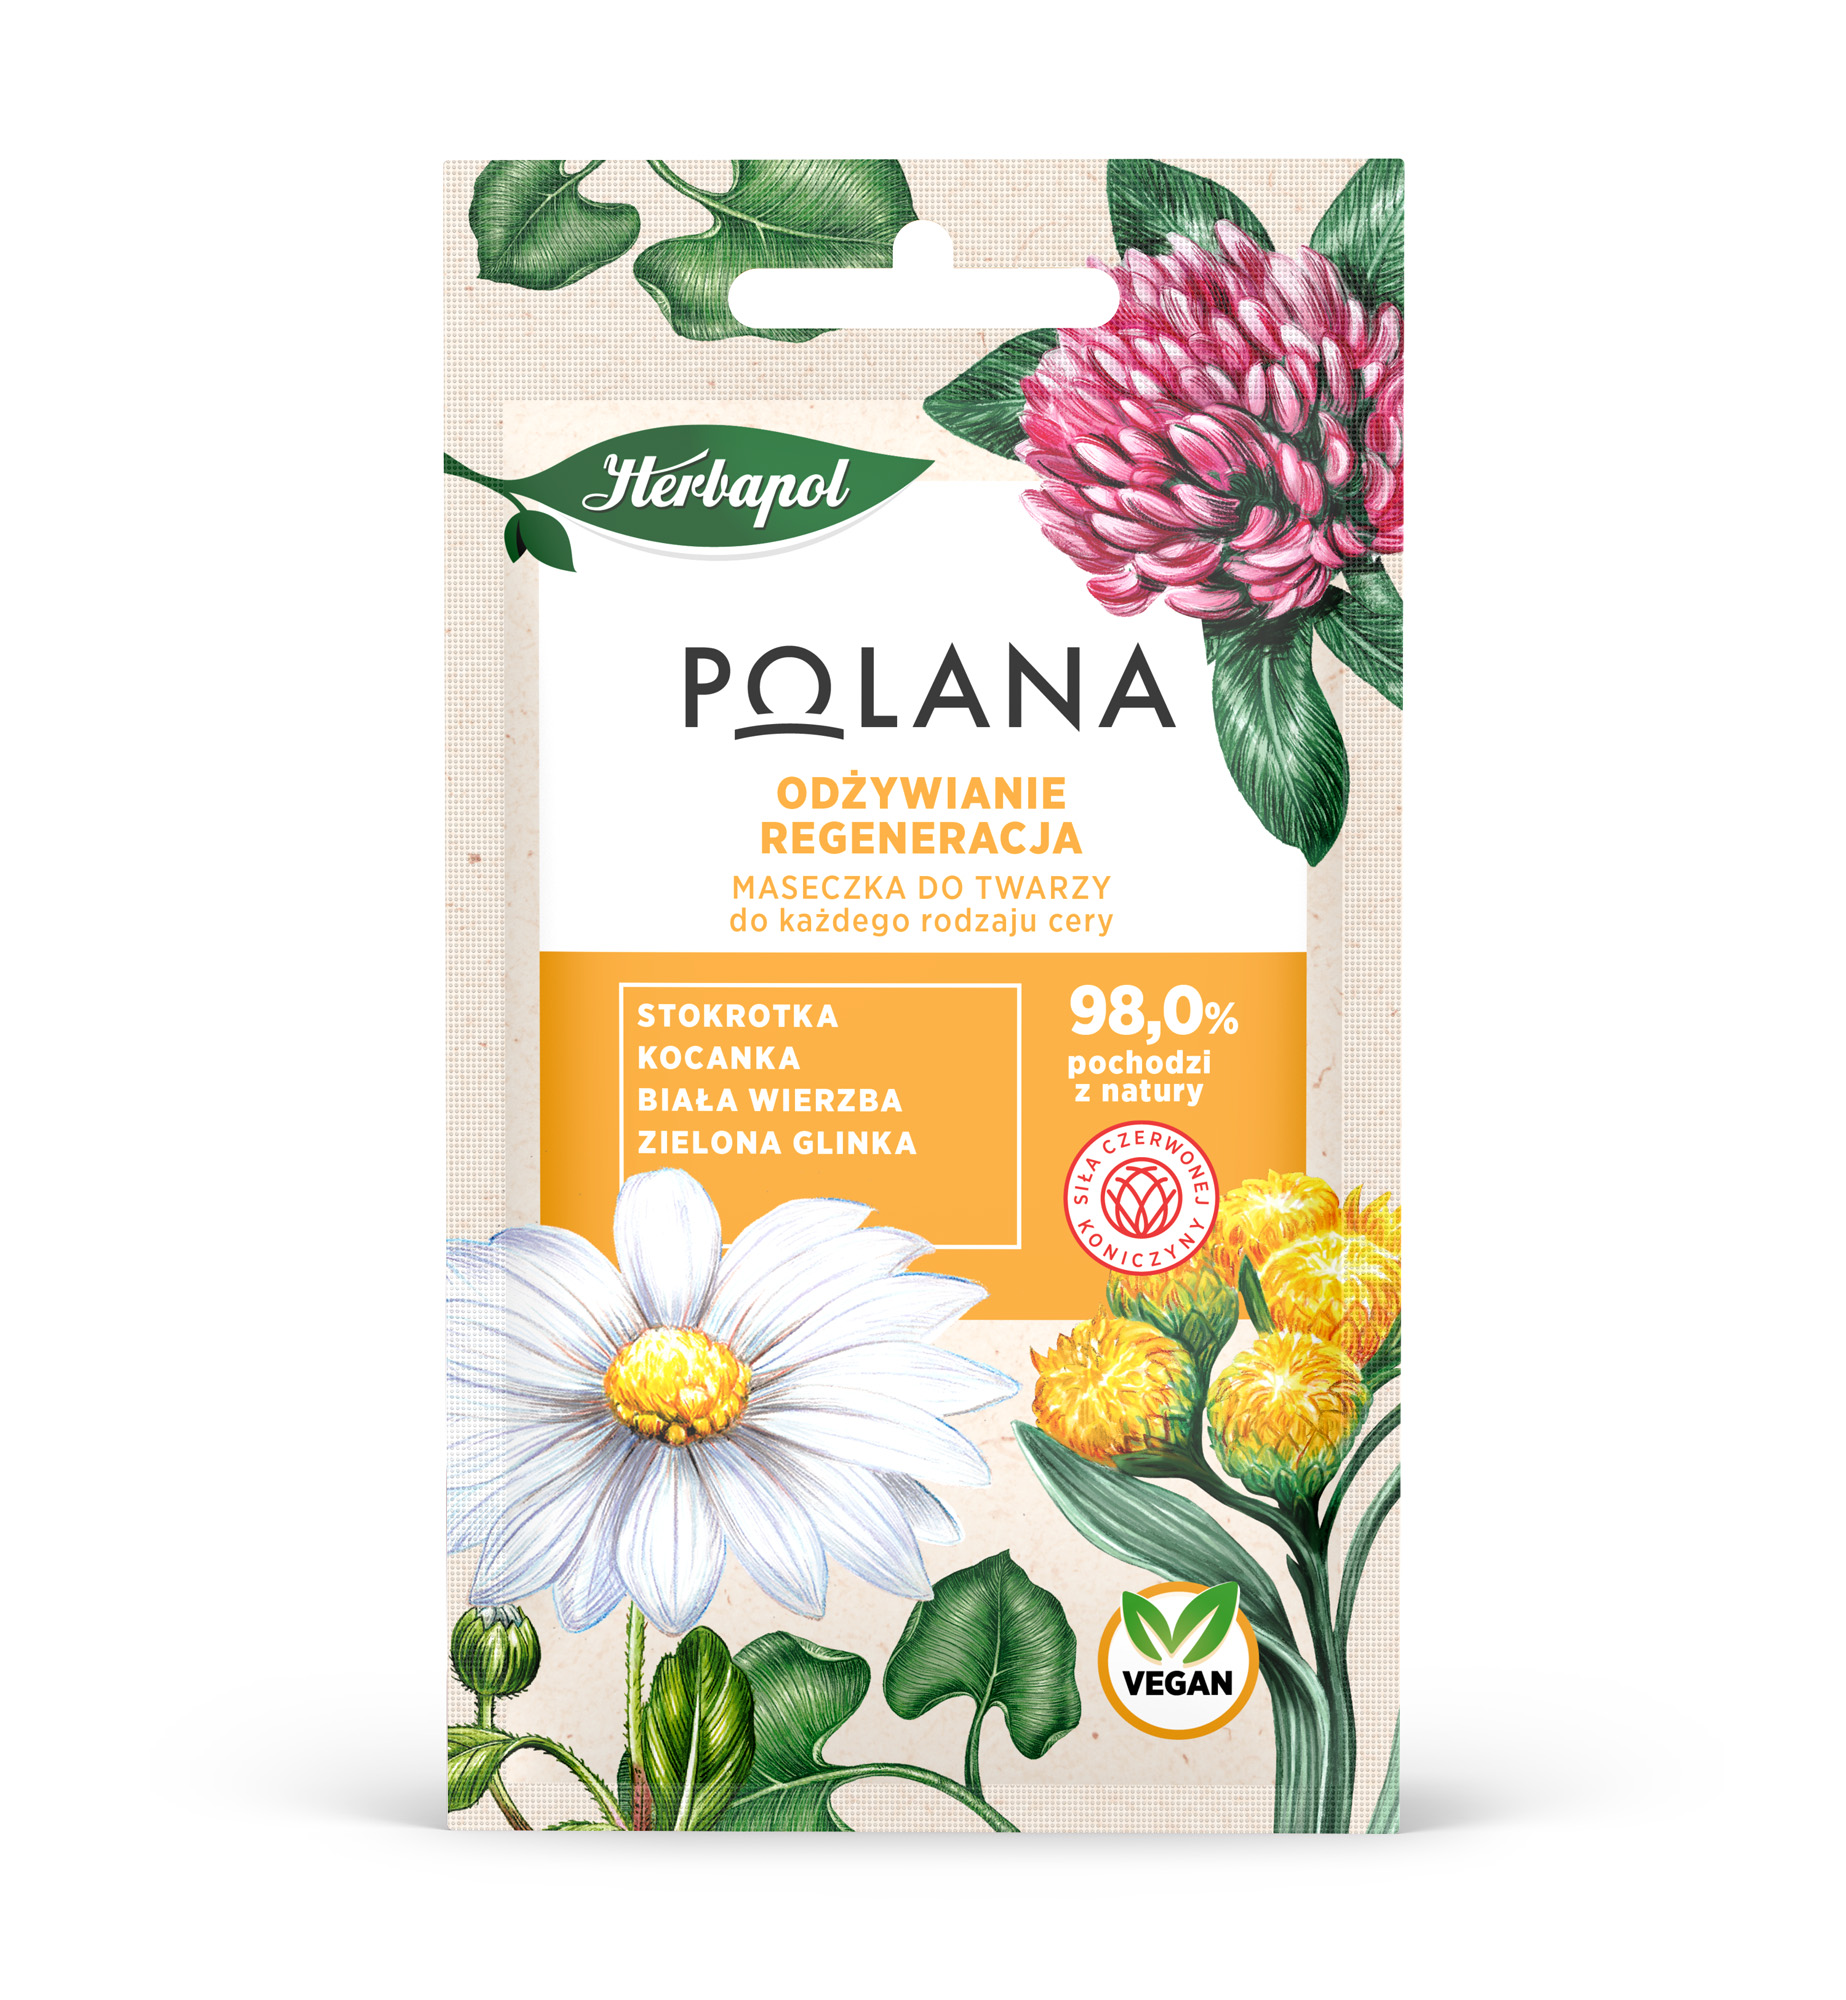 Herbapol
POLANA
ODŻYWIANIE
REGENERACJA
MASECZKA DO TWARZY
do każdego rodzaju cery
STOKROTKA
KOCANKA
BIAŁA WIERZBA
ZIELONA GLINKA
98,0%
pochodzi
z natury
SIŁA CZERWONEJ
KONICZYNY
VEGAN